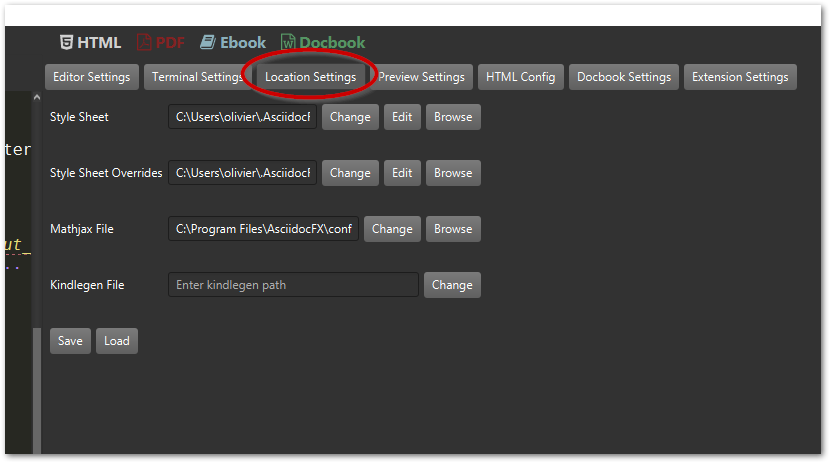 HTML PDF Ebook Docbook
Editor Settings Terminal Settings Location Settings Preview Settings HTML Config Docbook Settings Extension Settings
Style Sheet C:\Users\olivier\.AsciidocF Change Edit Browse
ter
Style Sheet Overrides C:\Users\olivier\.AsciidocF Change Edit Browse
Mathjax File C:\Program Files\AsciidocFX\conf Change Browse
ut_
..
Kindlegen File Enter kindlegen path Change
Save Load